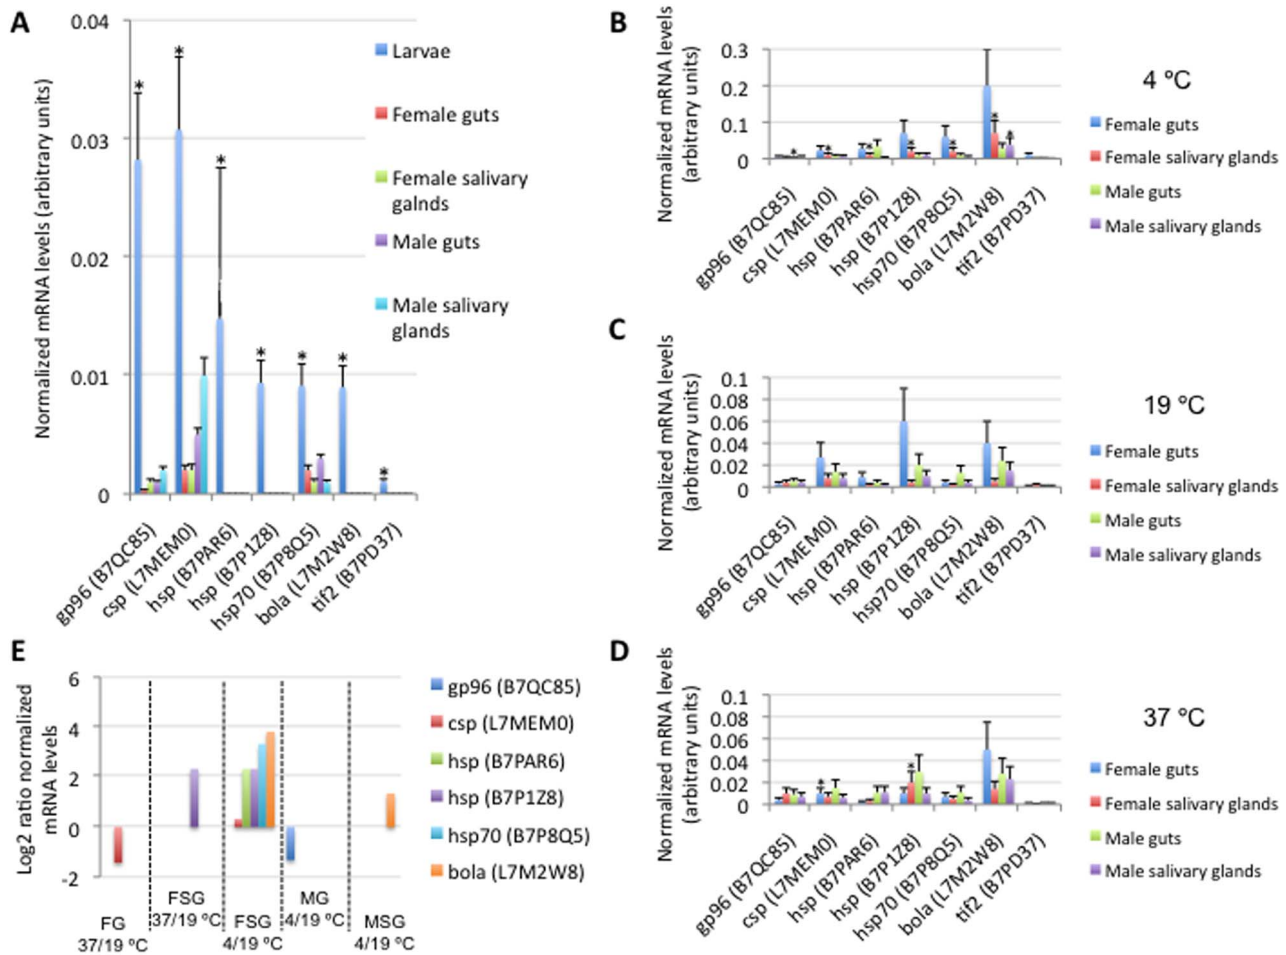 A
Normalized mRNA levels (arbitrary units)
0.04
0.03
0.02
0.01
0
* * * * * * *
Larvae
Female guts
Female salivary
galnds
Male guts
Male salivary
glands
gp96 (B7QC85)
csp (L7MEM0)
hsp (B7PAR6)
hsp (B7P1Z8)
hsp70 (B7P8Q5)
bola (L7M2W8)
tif2 (B7PD37)
B
Normalized mRNA levels
(arbitrary units)
0.3
0.2
0.1
0
* * * * * * *
4 ºC
Female guts
Female salivary glands
Male guts
Male salivary glands
gp96 (B7QC85)
csp (L7MEM0)
hsp (B7PAR6)
hsp (B7P1Z8)
hsp70 (B7P8Q5)
bola (L7M2W8)
tif2 (B7PD37)
C
Normalized mRNA levels
(arbitrary units)
0.1
0.08
0.06
0.04
0.02
0
19 ºC
Female guts
Female salivary glands
Male guts
Male salivary glands
gp96 (B7QC85)
csp (L7MEM0)
hsp (B7PAR6)
hsp (B7P1Z8)
hsp70 (B7P8Q5)
bola (L7M2W8)
tif2 (B7PD37)
D
Normalized mRNA levels
(arbitrary units)
0.1
0.08
0.06
0.04
0.02
0
* *
37 ºC
Female guts
Female salivary glands
Male guts
Male salivary glands
gp96 (B7QC85)
csp (L7MEM0)
hsp (B7PAR6)
hsp (B7P1Z8)
hsp70 (B7P8Q5)
bola (L7M2W8)
tif2 (B7PD37)
E
Log2 ratio normalized
mRNA levels
6
4
2
0
-2
FG
37/19 ºC
FSG
37/19 ºC
FSG
4/19 ºC
MG
4/19 ºC
MSG
4/19 ºC
gp96 (B7QC85)
csp (L7MEM0)
hsp (B7PAR6)
hsp (B7P1Z8)
hsp70 (B7P8Q5)
bola (L7M2W8)